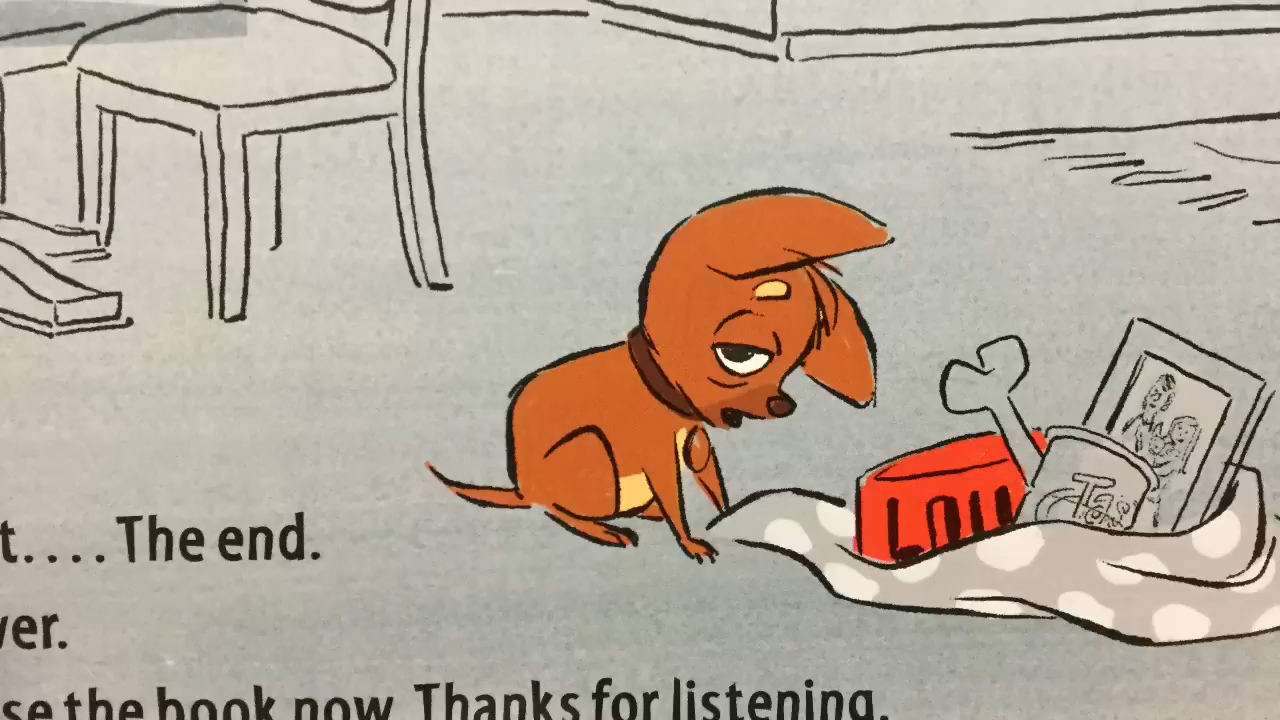 LOU
t.... The end.
ver.
se the book now. Thanks for listening.